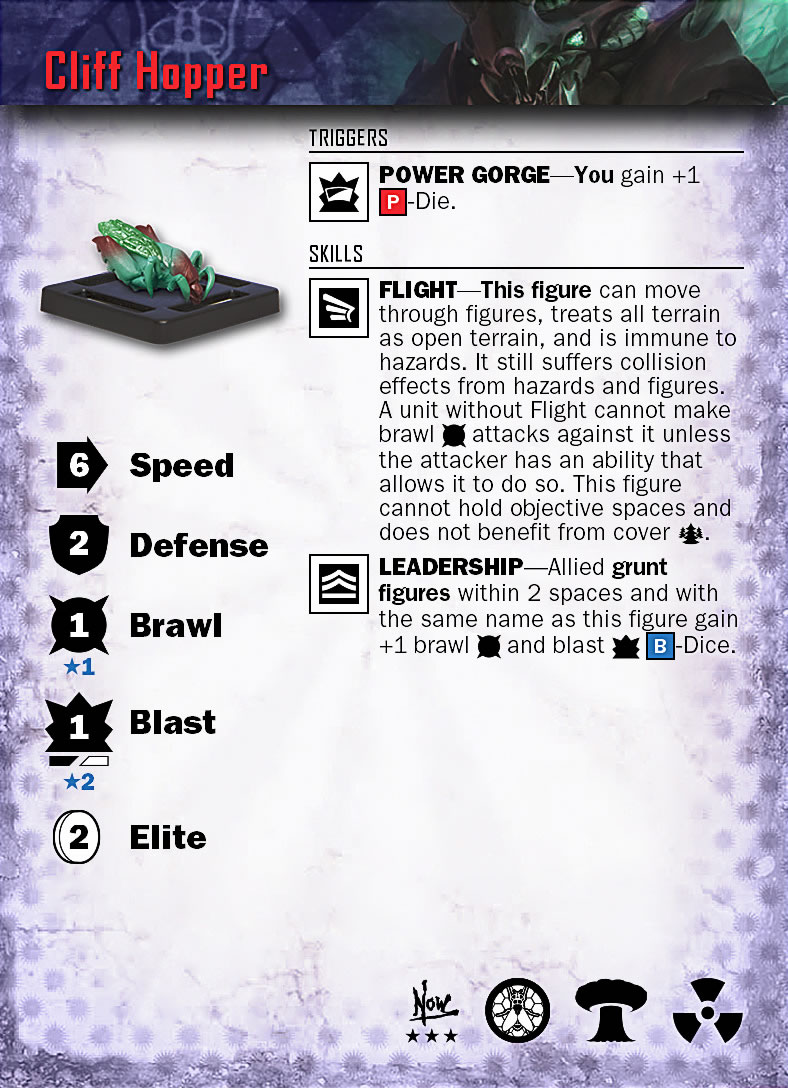 Cliff Hopper
TRIGGERS
POWER GORGE—You gain +1
P-Die.
SKILLS
FLIGHT—This figure can move
through figures, treats all terrain
as open terrain, and is immune to
hazards. It still suffers collision
effects from hazards and figures.
A unit without Flight cannot make
brawl attacks against it unless
the attacker has an ability that
allows it to do so. This figure
cannot hold objective spaces and
does not benefit from cover .
LEADERSHIP—Allied grunt
figures within 2 spaces and with
the same name as this figure gain
+1 brawl and blast B-Dice.
6 Speed
2 Defense
1 Brawl
★1
1 Blast
★2
2 Elite
Now
★★★